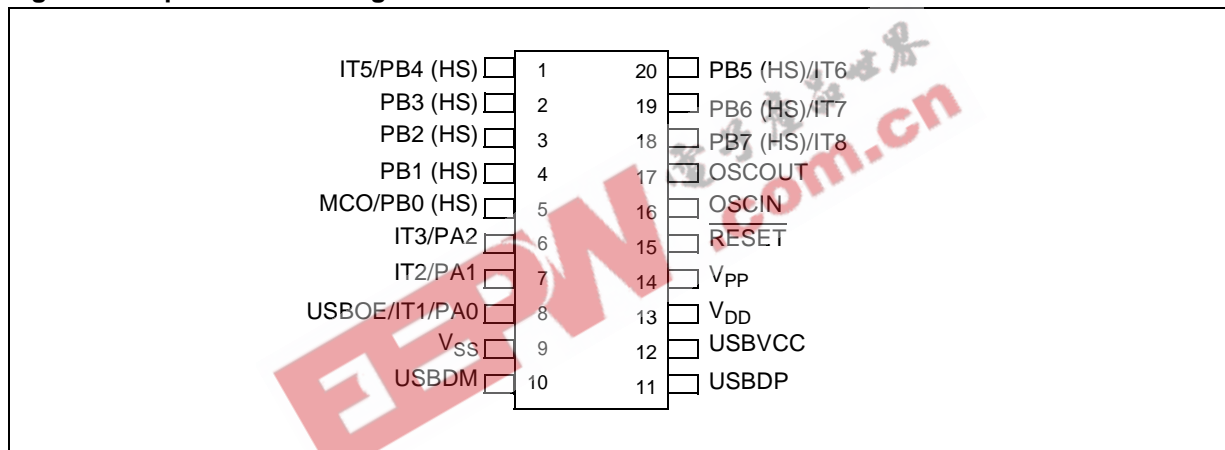 IT5/PB4 (HS) 1 20 PB5 (HS)/IT6
PB3 (HS) 2 19 PB6 (HS)/IT7
PB2 (HS) 3 18 PB7 (HS)/IT8
PB1 (HS) 4 17 OSCOUT
MCO/PB0 (HS) 5 16 OSCIN
IT3/PA2 6 15 RESET
IT2/PA1 7 14 VPP
USBOE/IT1/PA0 8 13 VDD
VSS 9 12 USBVCC
USBDM 10 11 USBDP
EEPW
.com.cn